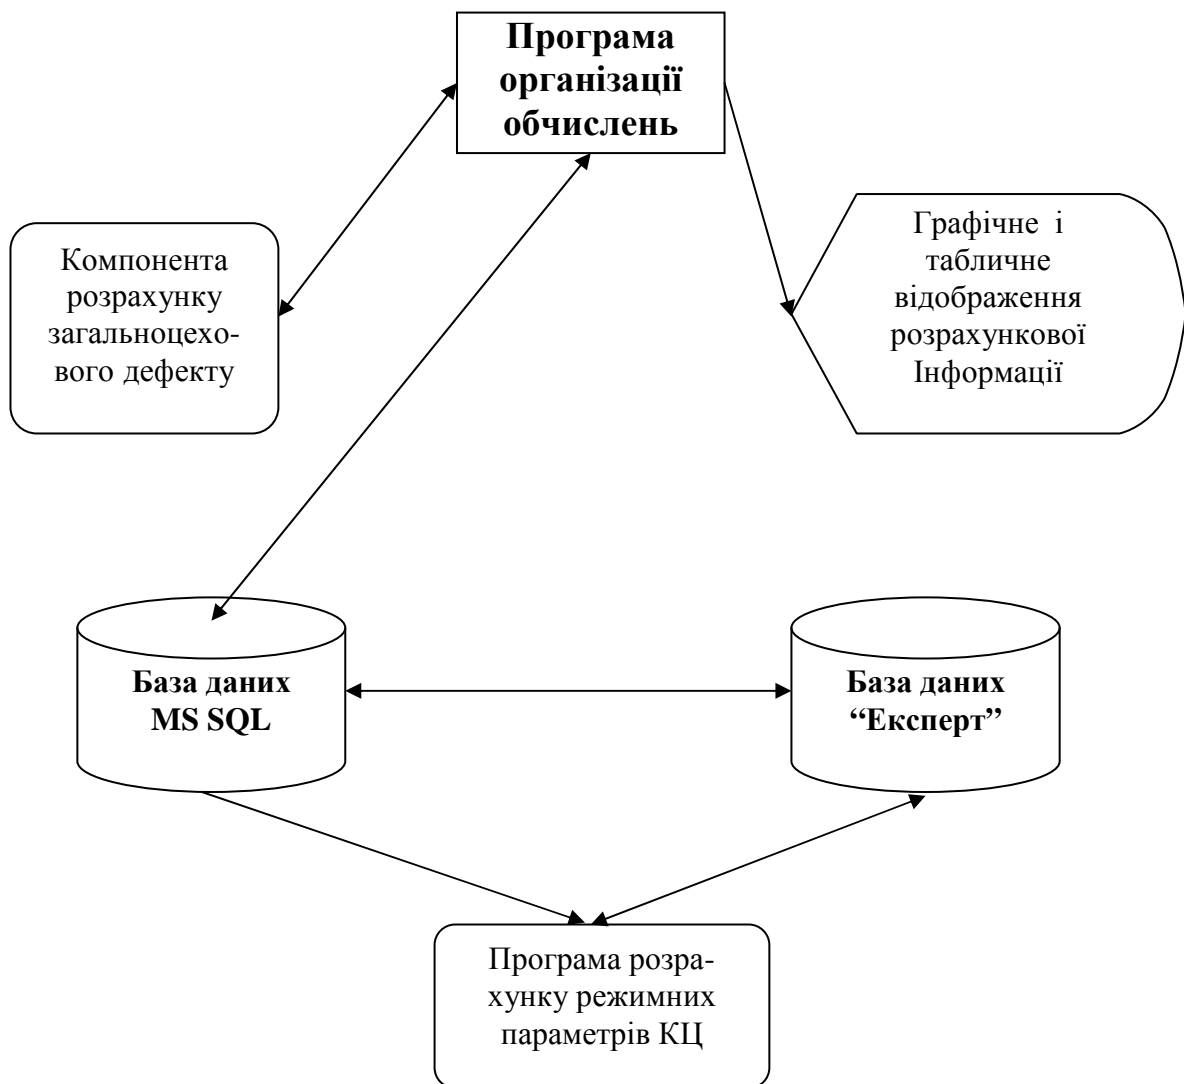 Програма
організації
обчислень
Компонента
розрахунку
загальноцехо-
вого дефекту
Графічне і
табличне
відображення
розрахункової
Інформації
База даних
MS SQL
База даних
“Експерт”
Програма розра-
хунку режимних
параметрів КЦ